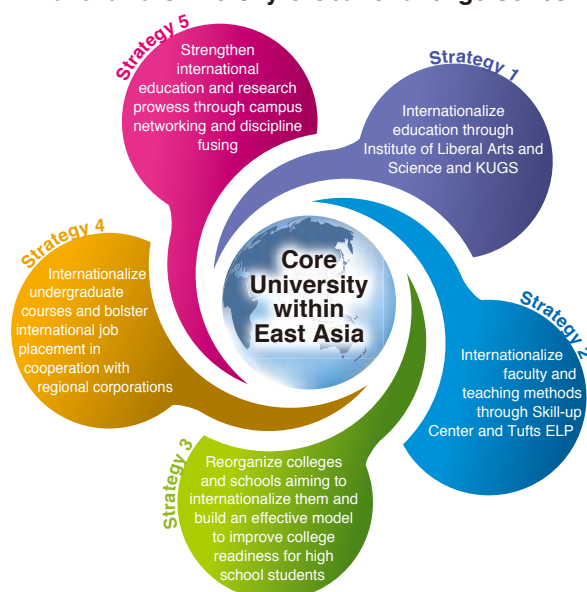 Strategy 5
Strengthen
international
education and research
prowess through campus
networking and discipline
fusing
Strategy 1
Internationalize
education through
Institute of Liberal Arts and
Science and KUGS
Core
University
within
East Asia
Strategy 2
Internationalize
faculty and
teaching methods
through Skill-up
Center and Tufts ELP
Strategy 4
Internationalize
undergraduate
courses and bolster
international job
placement in
cooperation with
regional corporations
Strategy 3
Reorganize colleges
and schools aiming to
internationalize them and
build an effective model
to improve college
readiness for high
school students